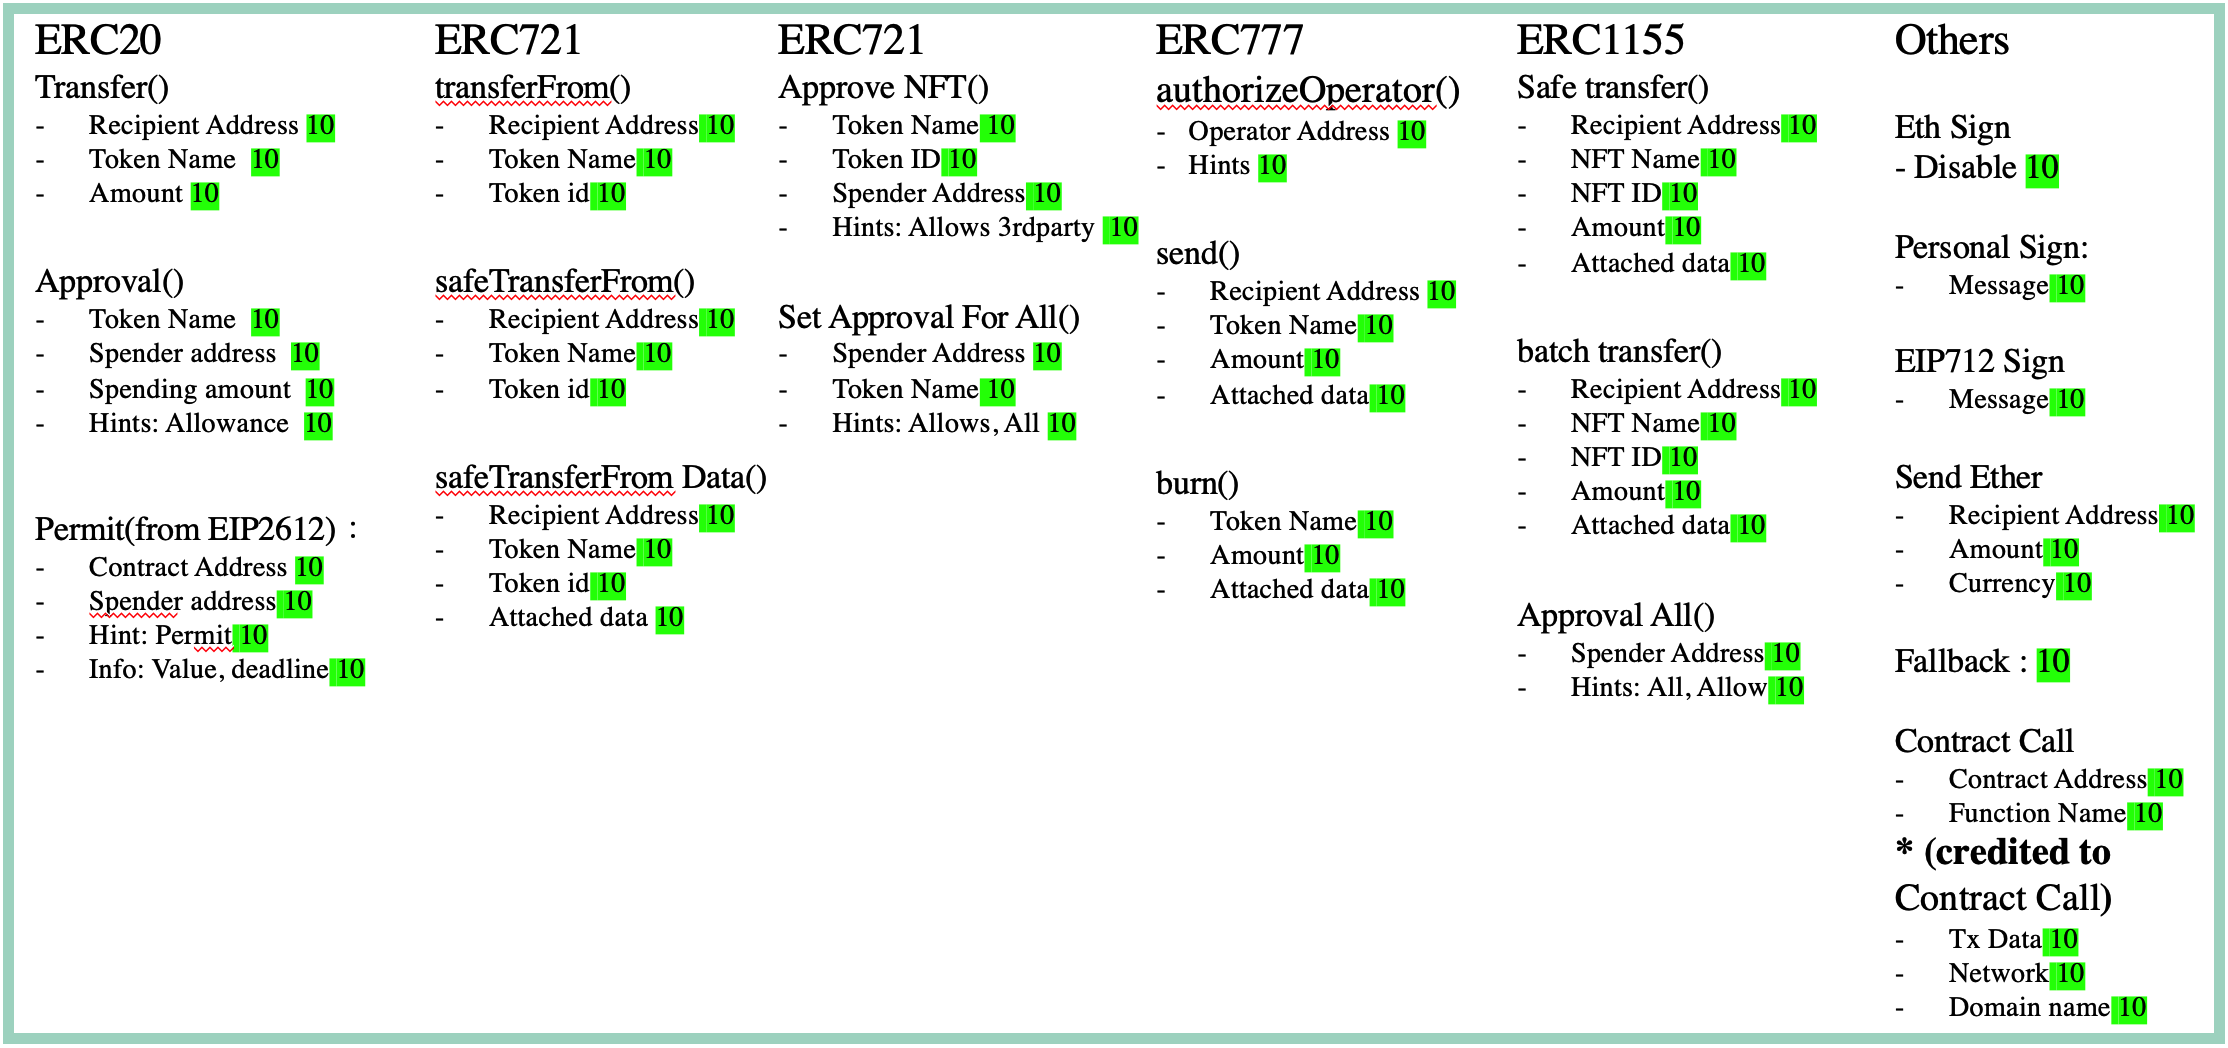 ERC20
Transfer()
- Recipient Address 10
- Token Name 10
- Amount 10
Approval()
- Token Name 10
- Spender address 10
- Spending amount 10
- Hints: Allowance 10
Permit(from EIP2612)：
- Contract Address 10
- Spender address 10
- Hint: Permit 10
- Info: Value, deadline 10
ERC721
transferFrom()
- Recipient Address 10
- Token Name 10
- Token id 10
safeTransferFrom()
- Recipient Address 10
- Token Name 10
- Token id 10
safeTransferFrom Data()
- Recipient Address 10
- Token Name 10
- Token id 10
- Attached data 10
ERC721
Approve NFT()
- Token Name 10
- Token ID 10
- Spender Address 10
- Hints: Allows 3rdparty 10
Set Approval For All()
- Spender Address 10
- Token Name 10
- Hints: Allows, All 10
ERC777
authorizeOperator()
- Operator Address 10
- Hints 10
send()
- Recipient Address 10
- Token Name 10
- Amount 10
- Attached data 10
burn()
- Token Name 10
- Amount 10
- Attached data 10
ERC1155
Safe transfer()
- Recipient Address 10
- NFT Name 10
- NFT ID 10
- Amount 10
- Attached data 10
batch transfer()
- Recipient Address 10
- NFT Name 10
- NFT ID 10
- Amount 10
- Attached data 10
Approval All()
- Spender Address 10
- Hints: All, Allow 10
Others
Eth Sign
- Disable 10
Personal Sign:
- Message 10
EIP712 Sign
- Message 10
Send Ether
- Recipient Address 10
- Amount 10
- Currency 10
Fallback : 10
Contract Call
- Contract Address 10
- Function Name 10
* (credited to
Contract Call)
- Tx Data 10
- Network 10
- Domain name 10